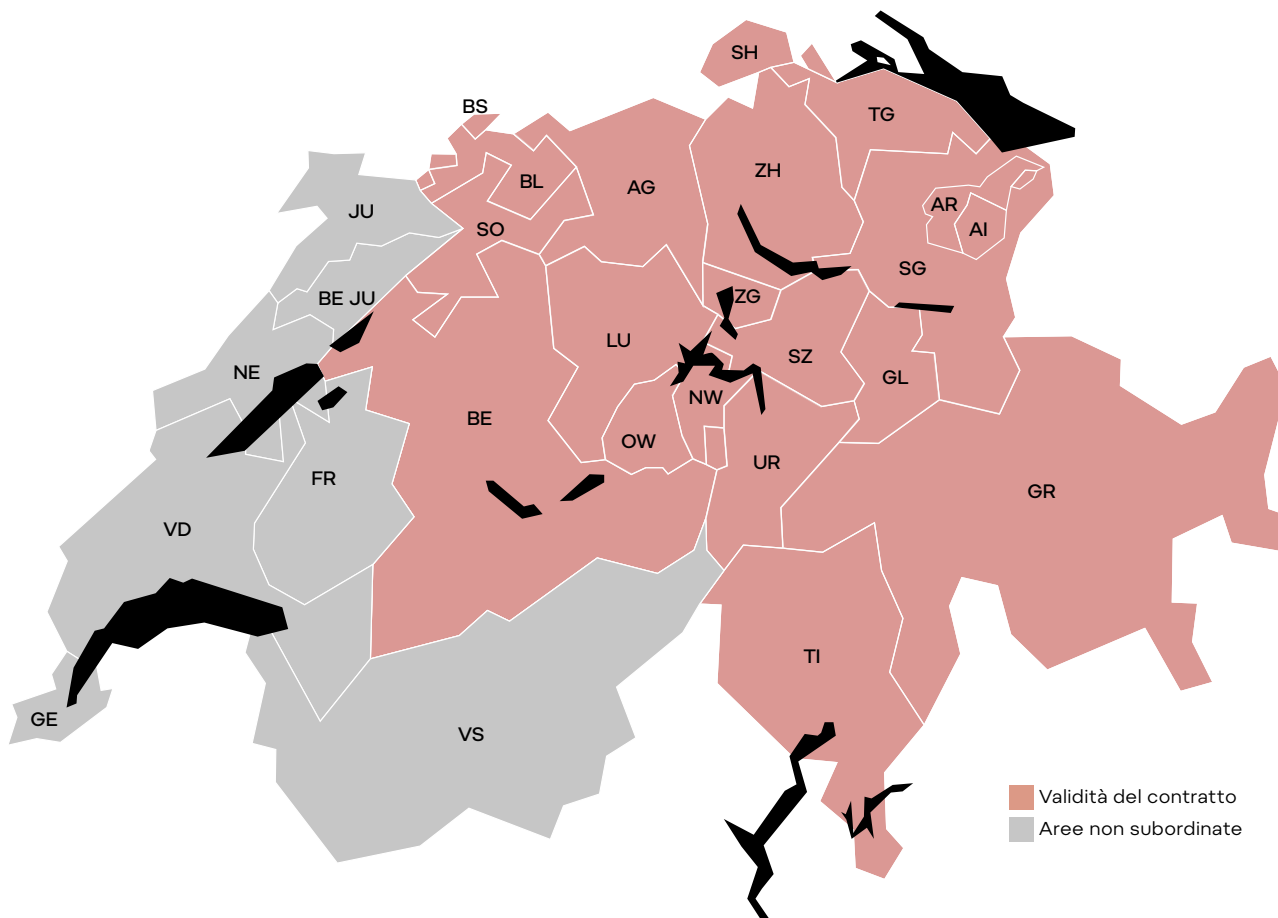 SH
BS
TG
ZH
BL
AG
AR
JU
SO
AI
SG
BE JU
ZG
LU
SZ
NE
GL
NW
BE
OW
UR
FR
GR
VD
TI
GE
VS
Validità del contratto
Aree non subordinate